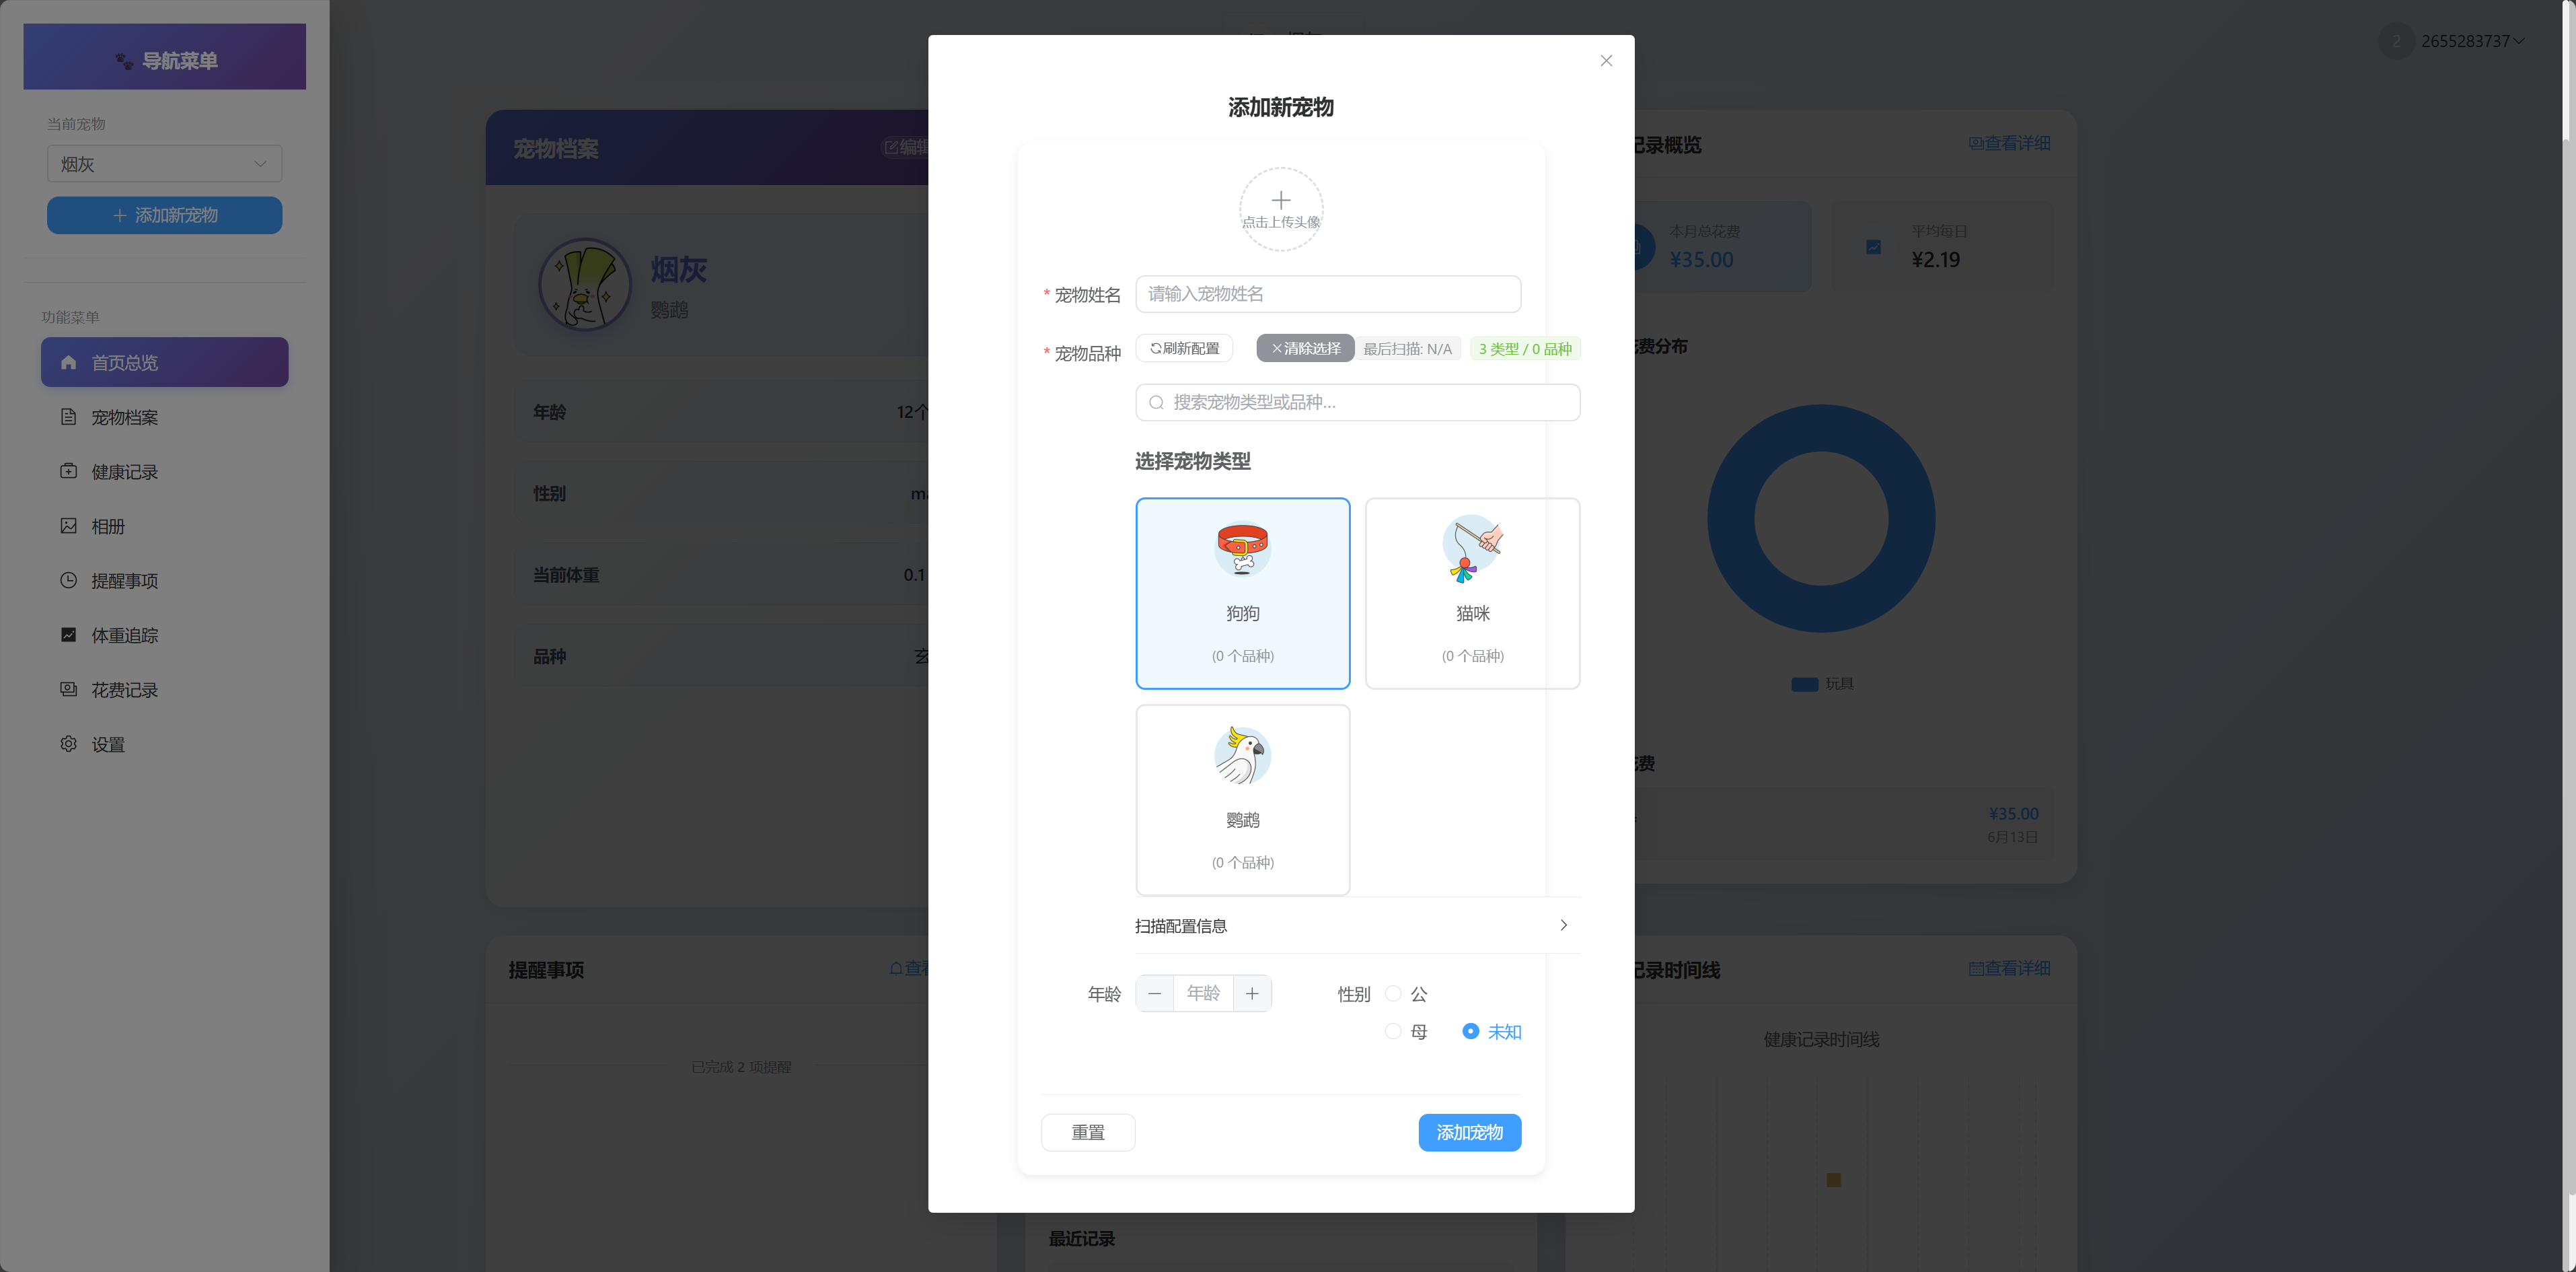 导航菜单
当前宠物
烟灰
添加新宠物
功能菜单
首页总览
宠物档案
健康记录
相册
提醒事项
体重追踪
花费记录
设置
2 2655283737
宠物档案
编辑
烟灰
鹦鹉
年龄
12个
性别
当前体重
0.1
品种
提醒事项
已完成 2 项提醒
添加新宠物
点击上传头像
* 宠物姓名 请输入宠物姓名
* 宠物品种 刷新配置 清除选择 最后扫描: N/A 3 类型 / 0 品种
搜索宠物类型或品种...
选择宠物类型
狗狗
(0 个品种)
猫咪
(0 个品种)
鹦鹉
(0 个品种)
扫描配置信息
年龄 年龄 性别 公
母 未知
重置 添加宠物
最近记录
记录概览 查看详细
本月总花费
¥35.00
平均每日
¥2.19
费分布
玩具
费
¥35.00
6月13日
记录时间线 查看详细
健康记录时间线